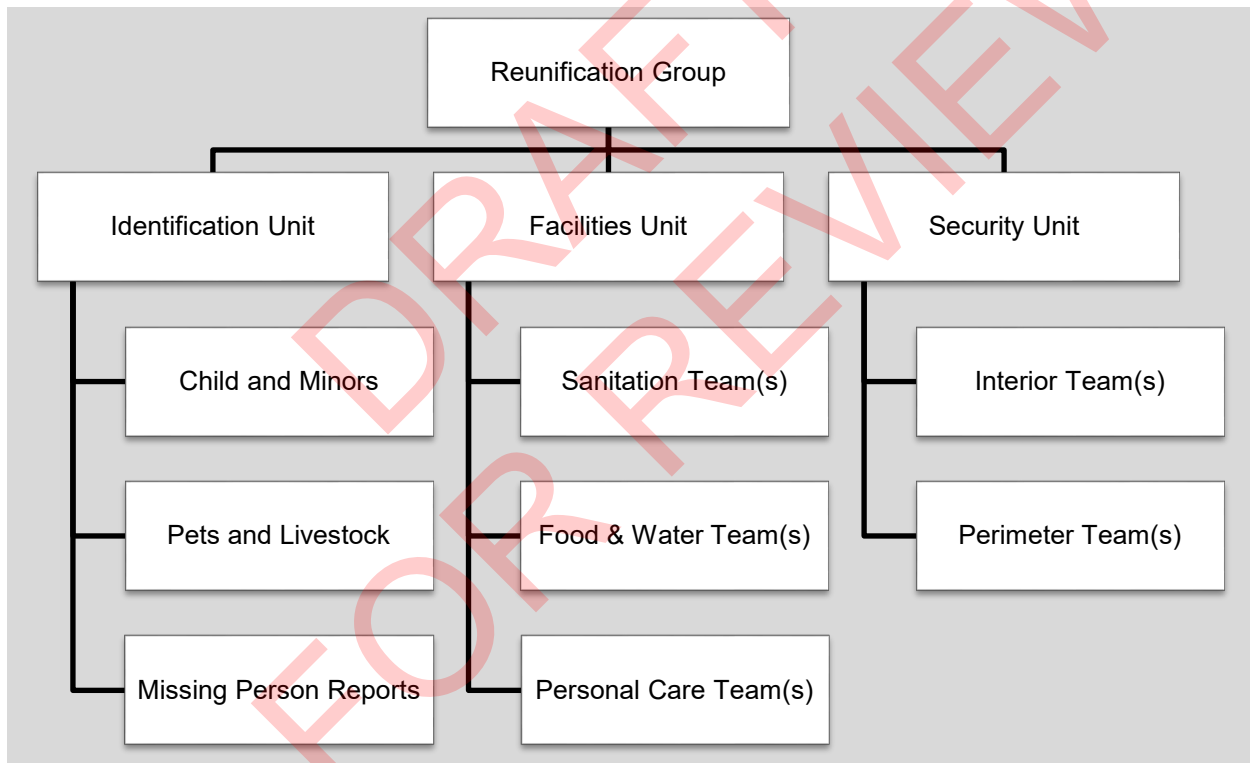 Reunification Group
Identification Unit
Facilities Unit
Security Unit
Child and Minors
Sanitation Team(s)
Interior Team(s)
Pets and Livestock
Food & Water Team(s)
Perimeter Team(s)
Missing Person Reports
Personal Care Team(s)
DRAFT
FOR REVIEW